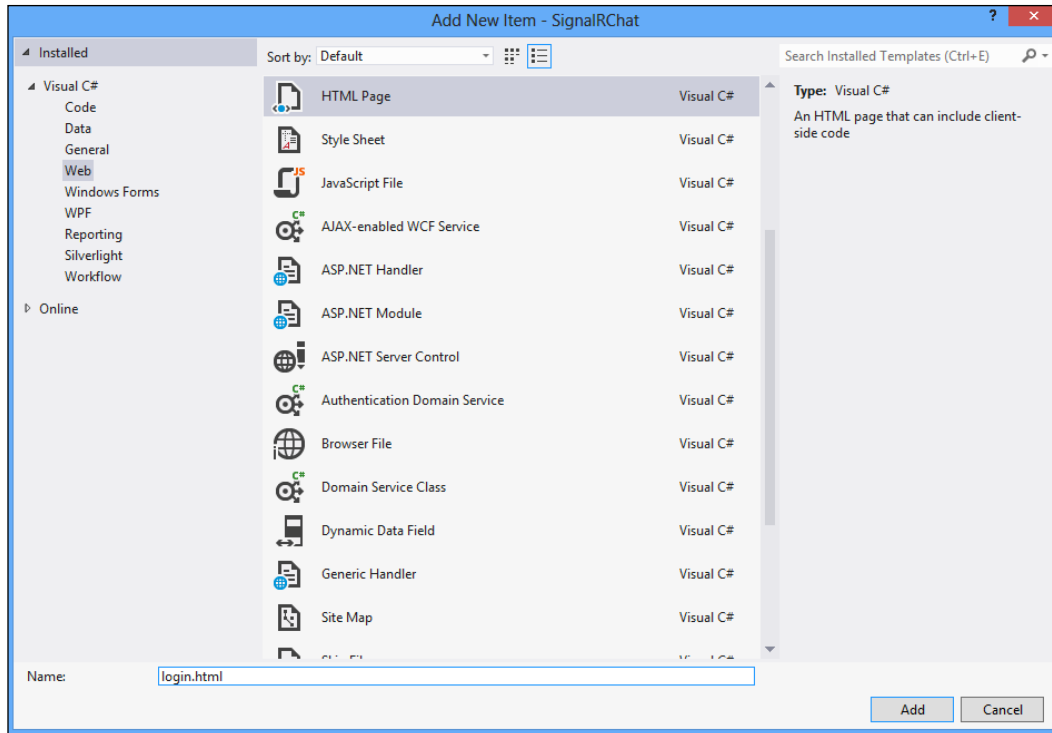 Add New Item - SignalRChat
?
Installed
Sort by: Default
Search Installed Templates (Ctrl+E)
Visual C#
Code
Data
General
Web
Windows Forms
WPF
Reporting
Silverlight
Workflow
Online
HTML Page Visual C#
Style Sheet Visual C#
JavaScript File Visual C#
AJAX-enabled WCF Service Visual C#
ASP.NET Handler Visual C#
ASP.NET Module Visual C#
ASP.NET Server Control Visual C#
Authentication Domain Service Visual C#
Browser File Visual C#
Domain Service Class Visual C#
Dynamic Data Field Visual C#
Generic Handler Visual C#
Site Map Visual C#
Type: Visual C#
An HTML page that can include client-
side code
Name: login.html
Add Cancel